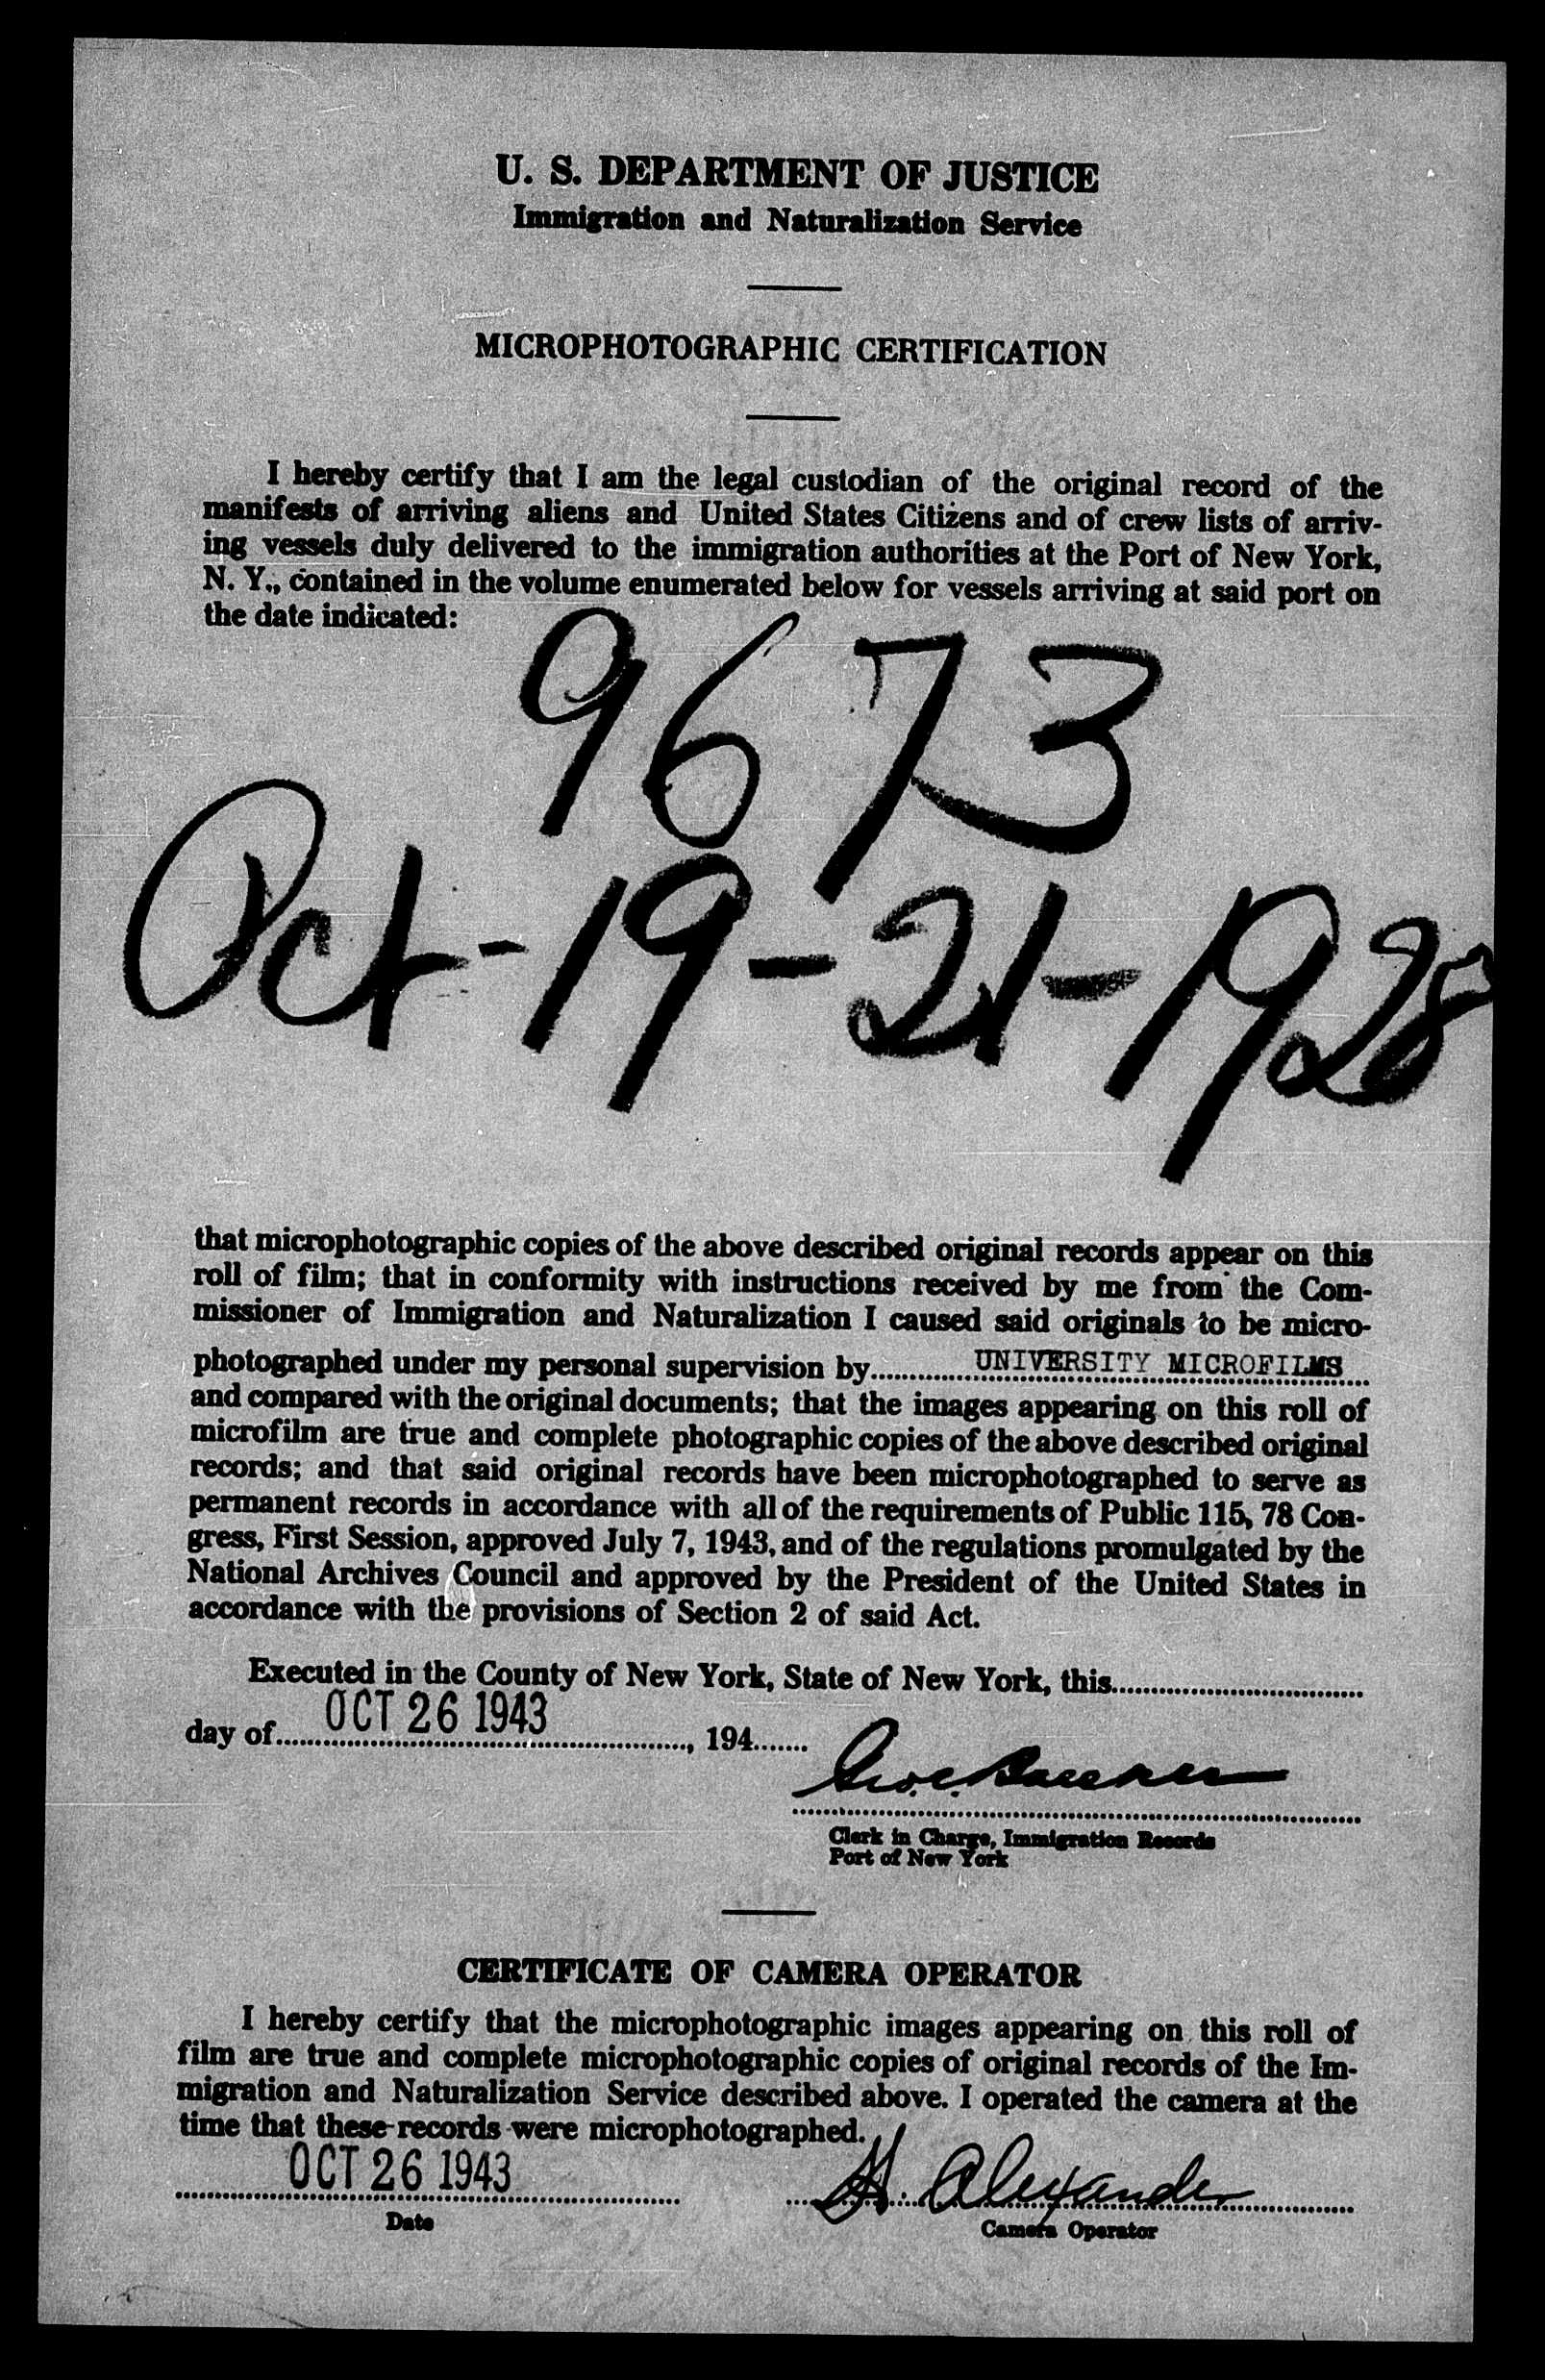 U. S. DEPARTMENT OF JUSTICE
Immigration and Naturalization Service
MICROPHOTOGRAPHIC CERTIFICATION
I hereby certify that I am the legal custodian of the original record of the
manifests of arriving aliens and United States Citizens and of crew lists of arriv-
ing vessels duly delivered to the immigration authorities at the Port of New York,
N. Y., contained in the volume enumerated below for vessels arriving at said port on
the date indicated:
9673
Oct-19-21-1928
that microphotographic copies of the above described original records appear on this
roll of film; that in conformity with instructions received by me from the Com-
missioner of Immigration and Naturalization I caused said originals to be micro-
photographed under my personal supervision by UNIVERSITY MICROFILMS
and compared with the original documents; that the images appearing on this roll of
microfilm are true and complete photographic copies of the above described original
records; and that said original records have been microphotographed to serve as
permanent records in accordance with all of the requirements of Public 115, 78 Con-
gress, First Session, approved July 7, 1943, and of the regulations promulgated by the
National Archives Council and approved by the President of the United States in
accordance with the provisions of Section 2 of said Act.
Executed in the County of New York, State of New York, this
day of OCT 26 1943, 194
Clerk in Charge, Immigration Records
Port of New York
CERTIFICATE OF CAMERA OPERATOR
I hereby certify that the microphotographic images appearing on this roll of
film are true and complete microphotographic copies of original records of the Im-
migration and Naturalization Service described above. I operated the camera at the
time that these records were microphotographed.
OCT 26 1943 Alexander
Date
Camera Operator